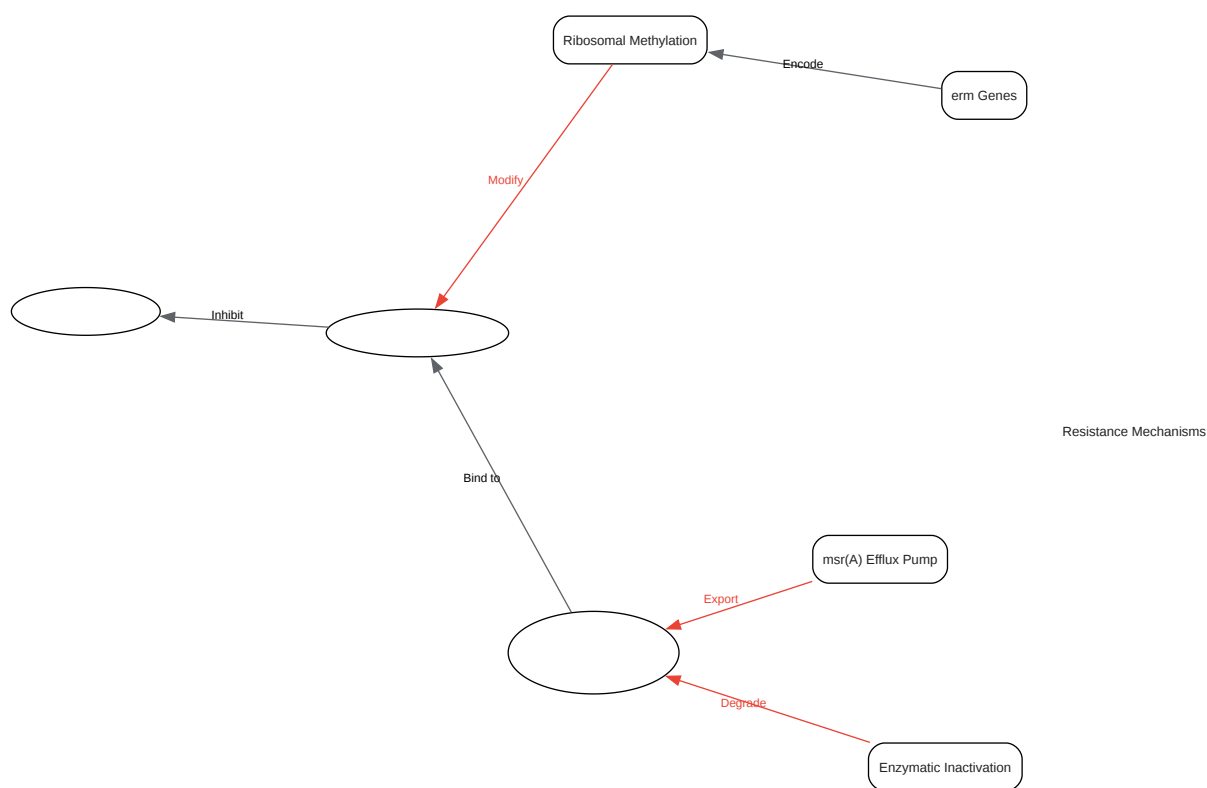 Ribosomal Methylation
Encode
erm Genes
Modify
Inhibit
Resistance Mechanisms
Bind to
msr(A) Efflux Pump
Export
Degrade
Enzymatic Inactivation